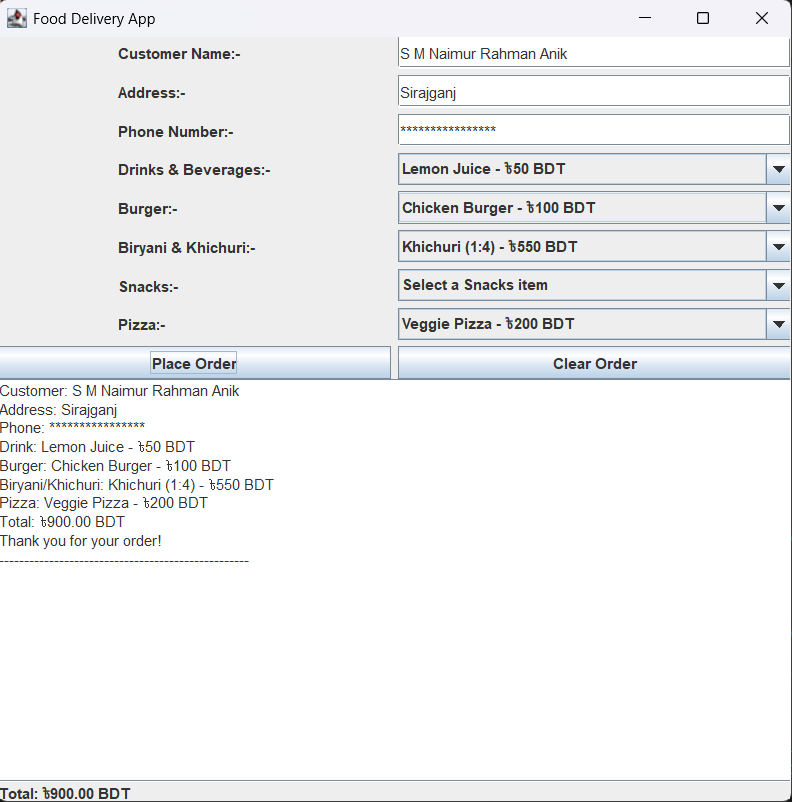 Food Delivery App
Customer Name:- S M Naimur Rahman Anik
Address:- Sirajganj
Phone Number:- ****************
Drinks & Beverages:- Lemon Juice - ৳50 BDT
Burger:- Chicken Burger - ৳100 BDT
Biryani & Khichuri:- Khichuri (1:4) - ৳550 BDT
Snacks:- Select a Snacks item
Pizza:- Veggie Pizza - ৳200 BDT
Place Order Clear Order
Customer: S M Naimur Rahman Anik
Address: Sirajganj
Phone: ****************
Drink: Lemon Juice - ৳50 BDT
Burger: Chicken Burger - ৳100 BDT
Biryani/Khichuri: Khichuri (1:4) - ৳550 BDT
Pizza: Veggie Pizza - ৳200 BDT
Total: ৳900.00 BDT
Thank you for your order!
--------------------------------------------------
Total: ৳900.00 BDT